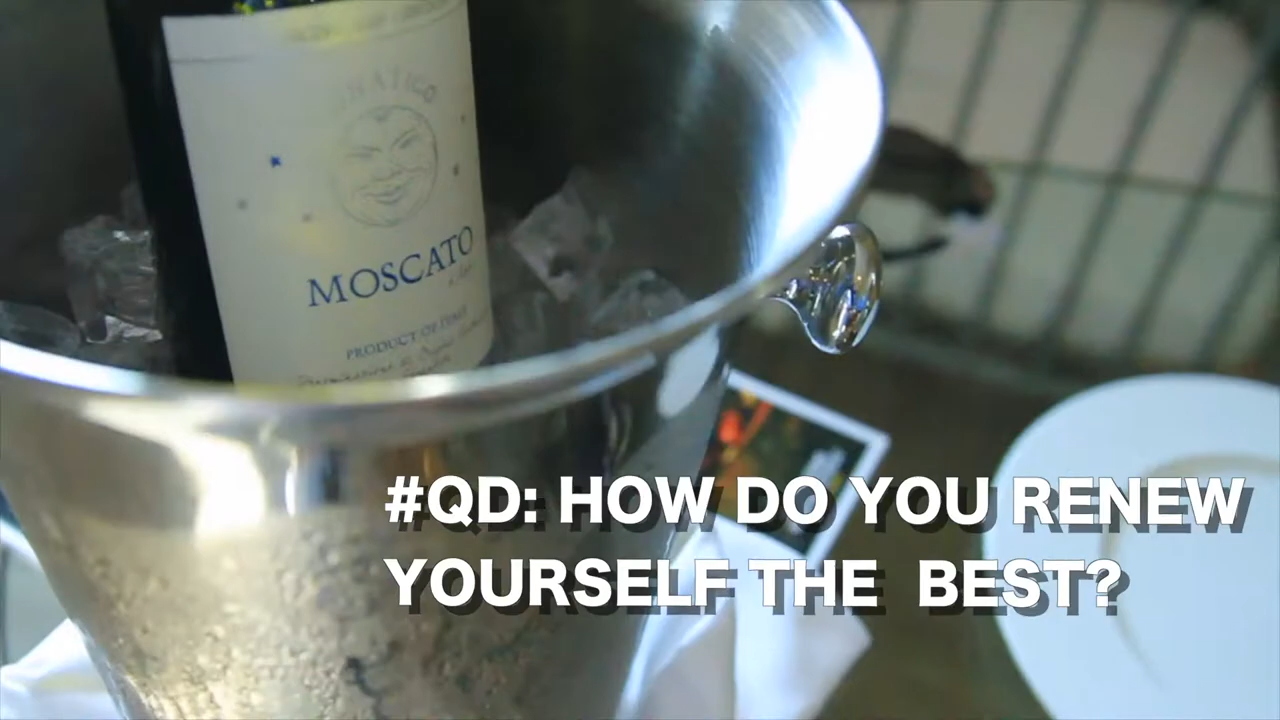 MOSCATO
PRODUCT OF ITALY
#QD: HOW DO YOU RENEW
YOURSELF THE BEST?